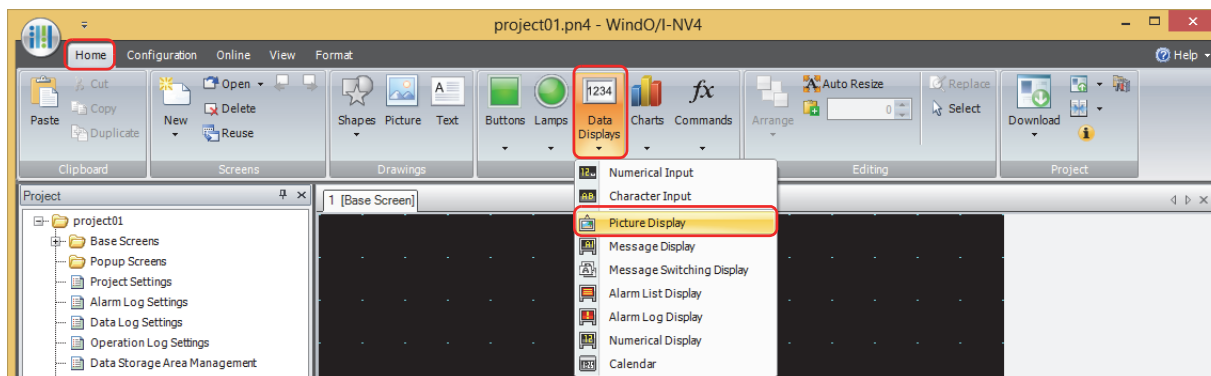 project01.pn4 - WindO/I-NV4
Home Configuration Online View Format Help
Cut Open Auto Resize Replace
Copy Delete 0 Select
Duplicate Reuse
Paste New Shapes Picture Text Buttons Lamps Data Displays Charts Commands Arrange Download
1234
Clipboard Screens Drawings Editing Project
Project
1 [Base Screen]
project01
Base Screens
Popup Screens
Project Settings
Alarm Log Settings
Data Log Settings
Operation Log Settings
Data Storage Area Management
Numerical Input
Character Input
Picture Display
Message Display
Message Switching Display
Alarm List Display
Alarm Log Display
Numerical Display
Calendar